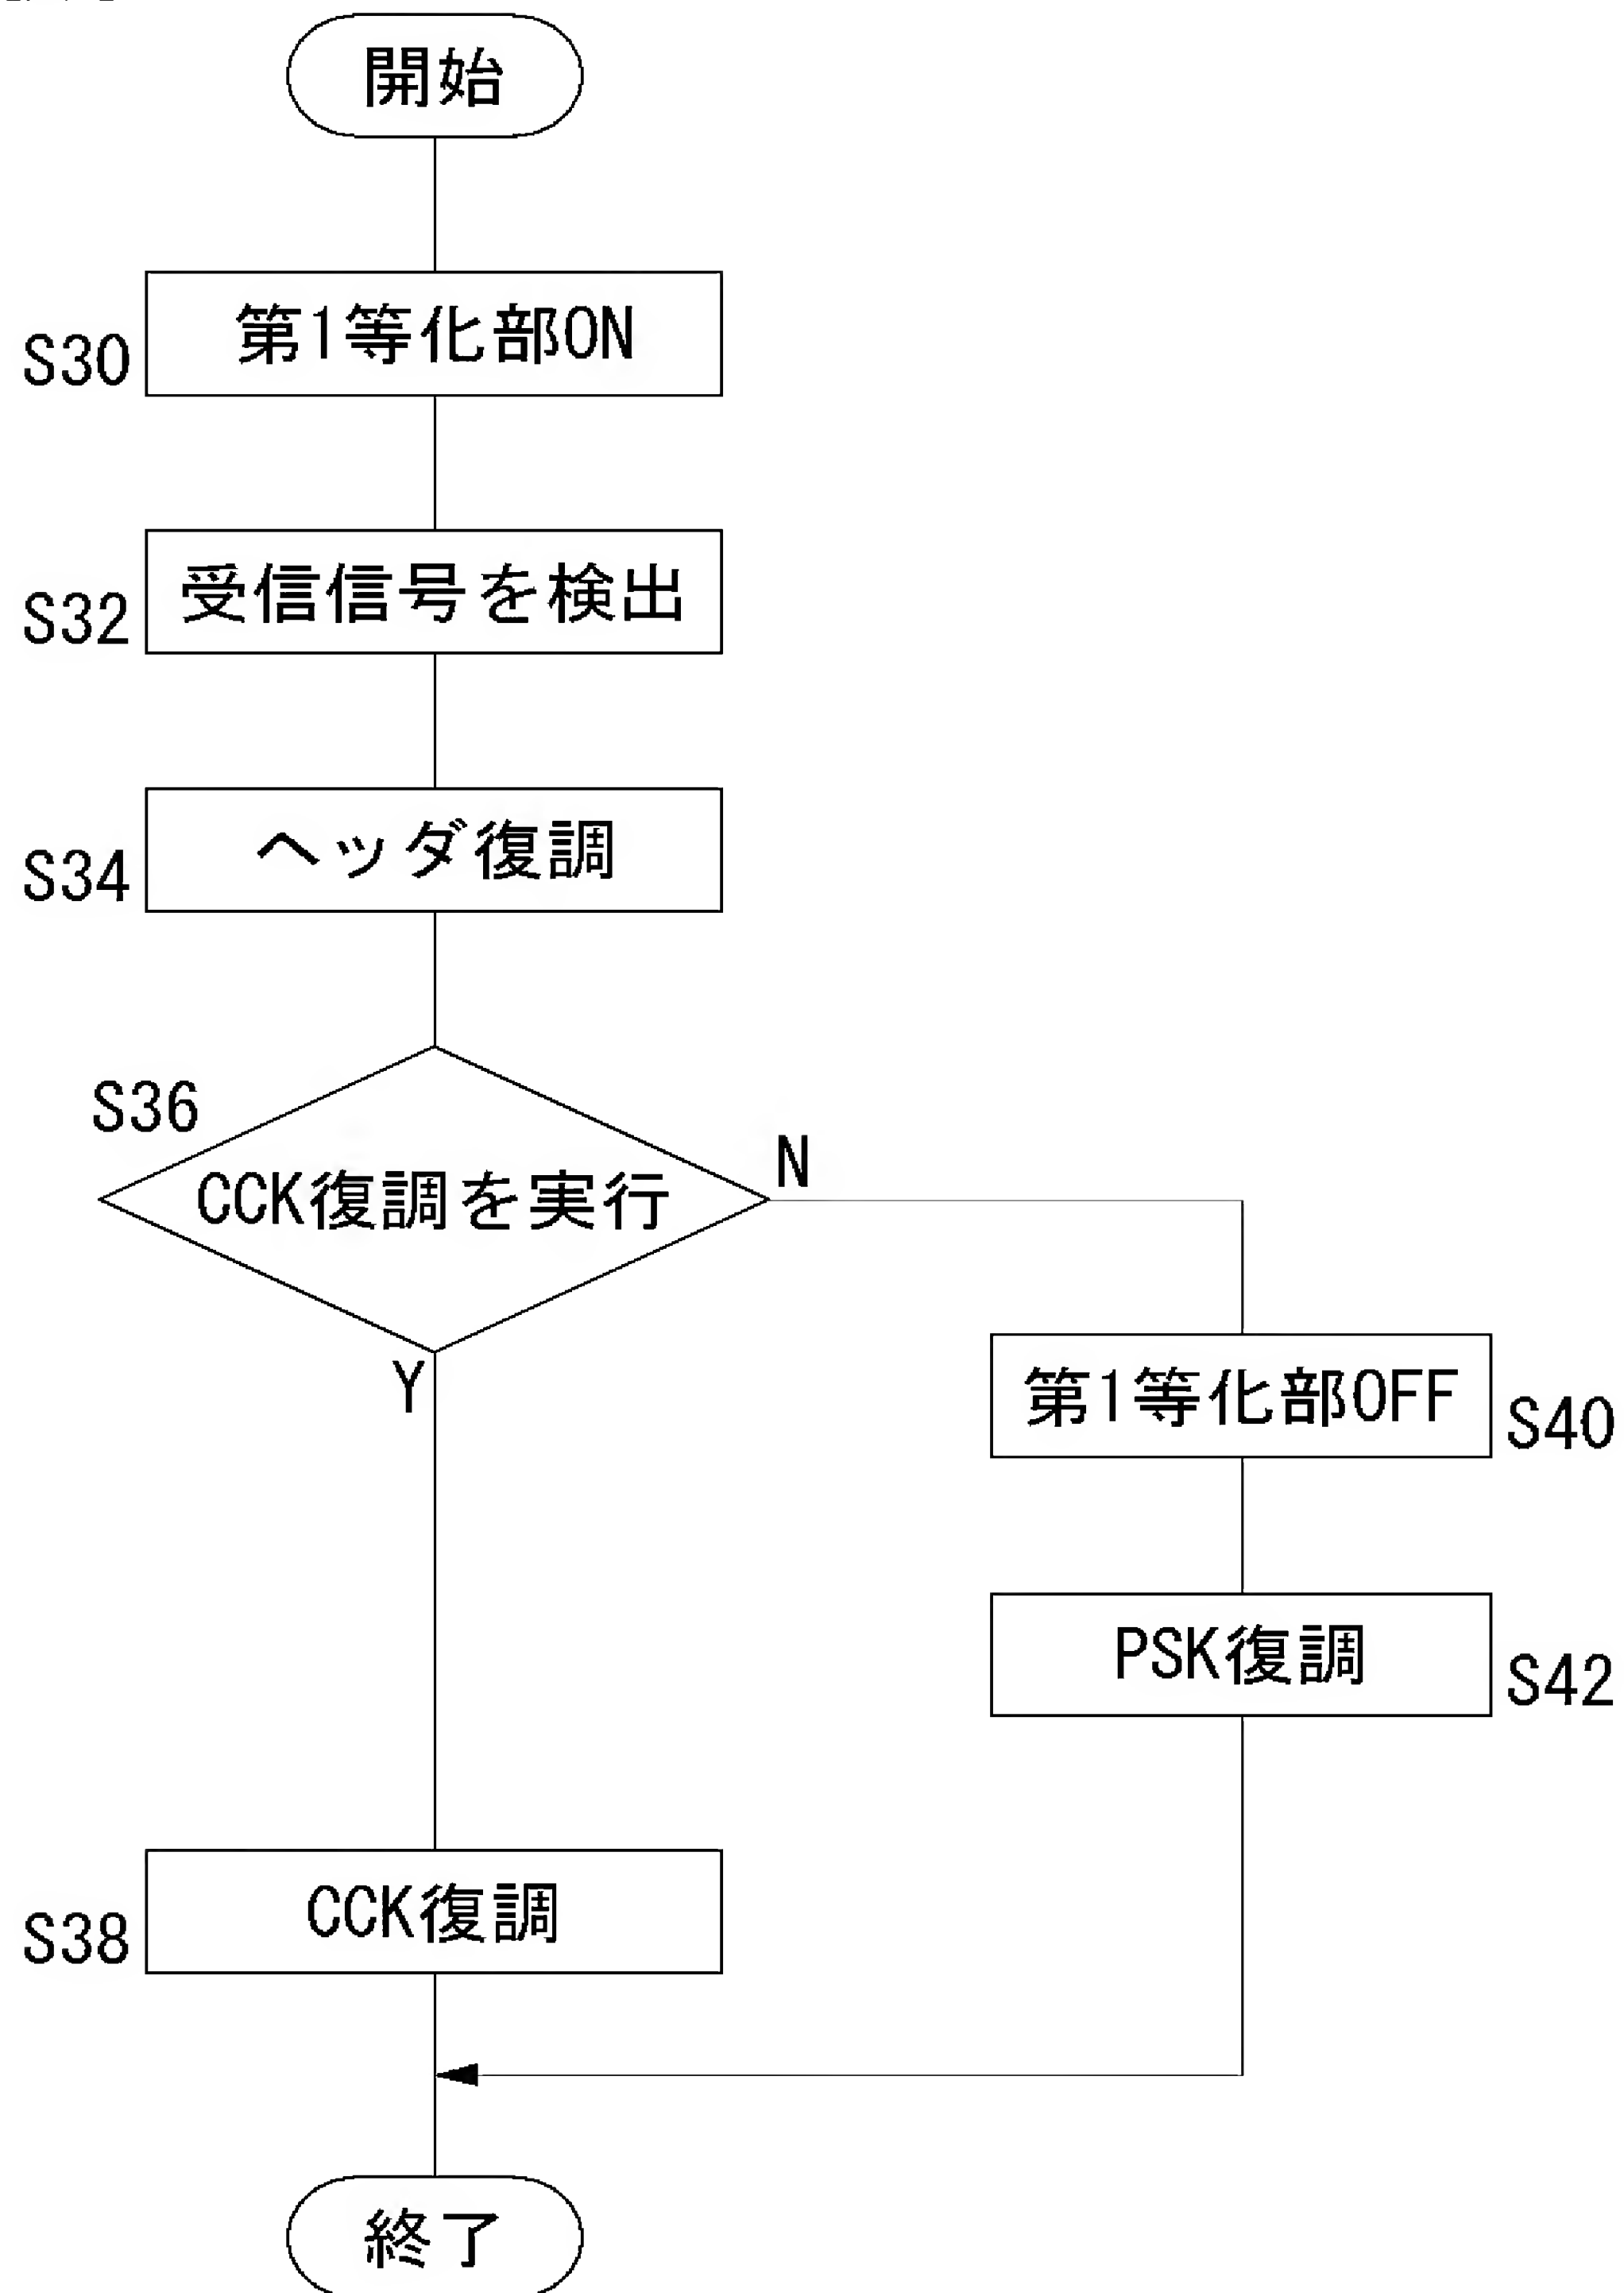 開始
第1等化部ON
S30
受信信号を検出
S32
ヘッダ復調
S34
S36
CCK復調を実行
N
Y
第1等化部OFF
S40
PSK復調
S42
CCK復調
S38
終了